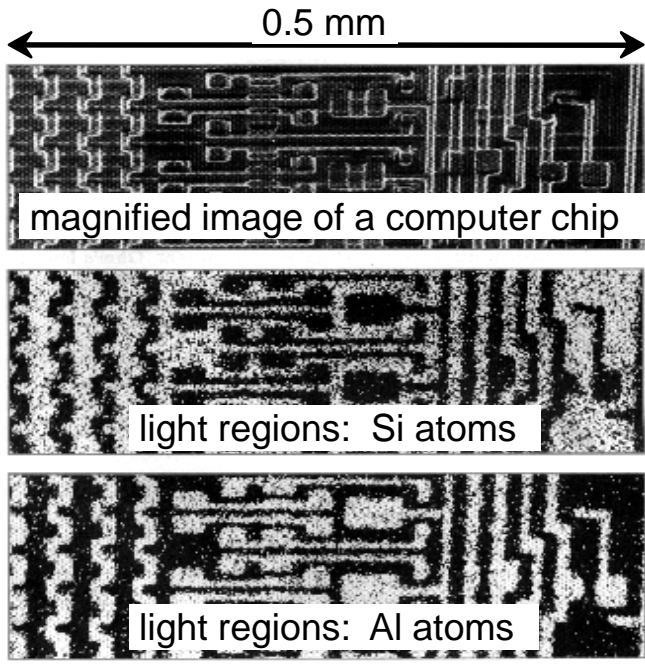 0.5 mm
magnified image of a computer chip
light regions:  Si atoms
light regions:  Al atoms